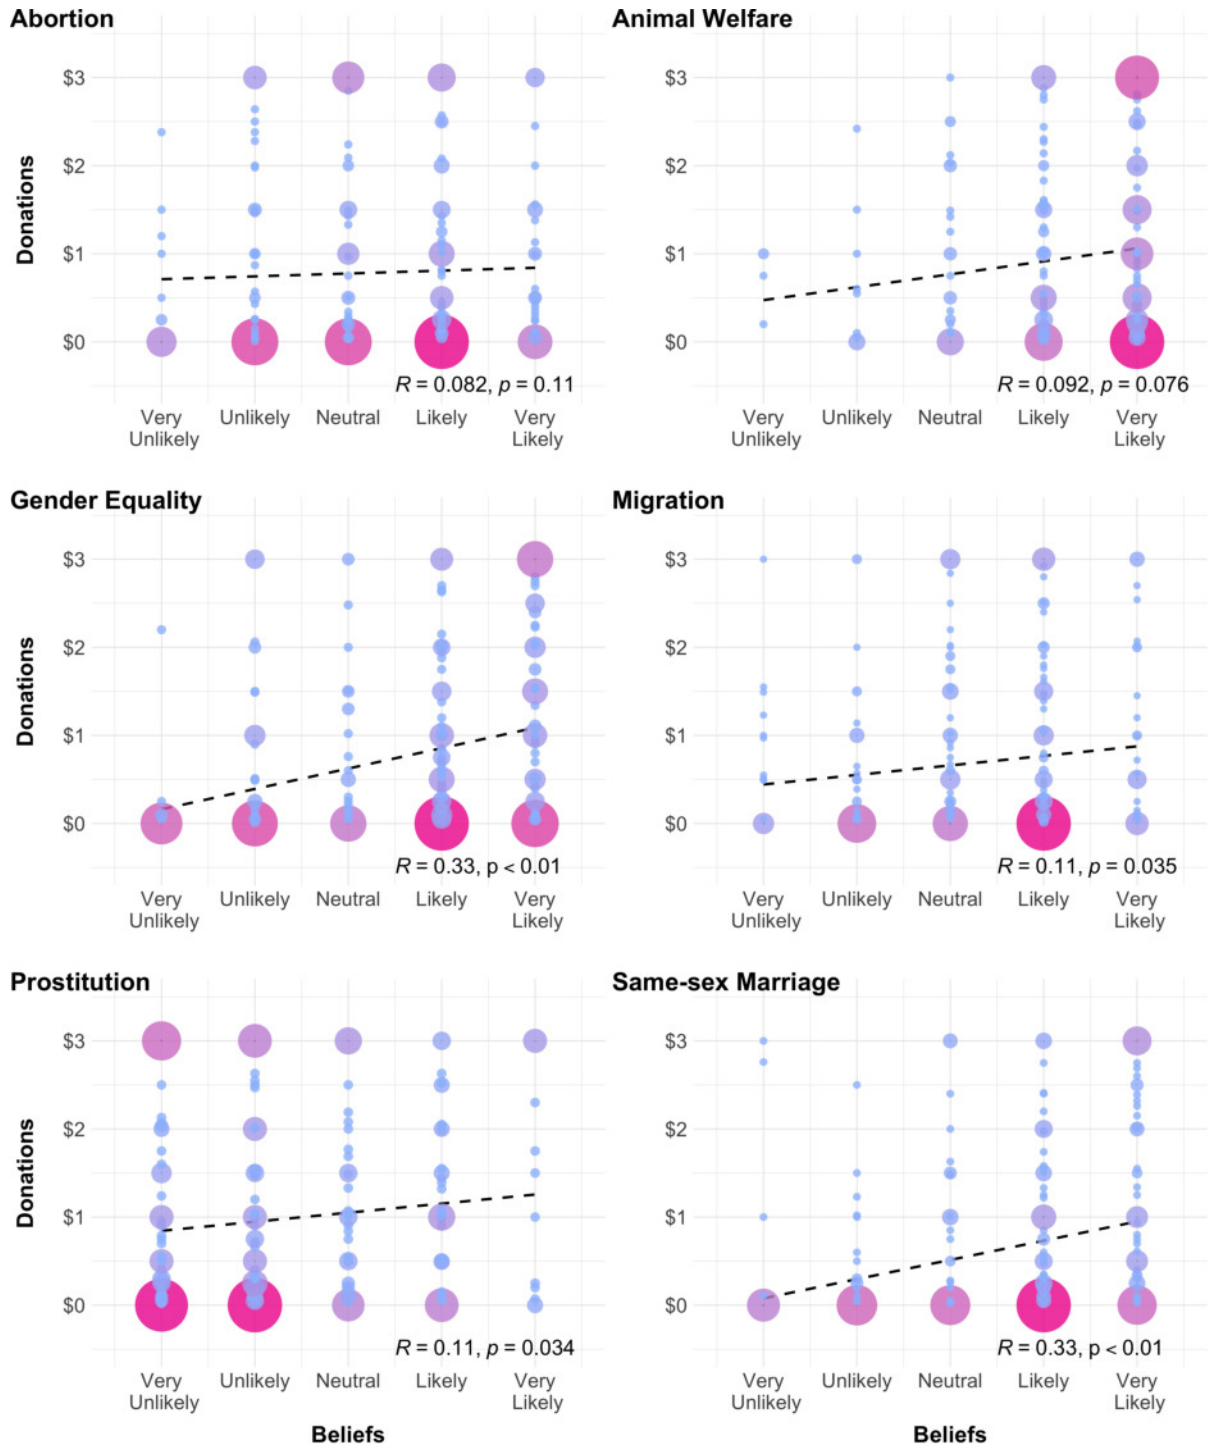 Abortion
Donations
$3
$2
$1
$0
R = 0.082, p = 0.11
Very Unlikely Neutral Likely Very
Unlikely Likely
Animal Welfare
$3
$2
$1
$0
R = 0.092, p = 0.076
Very Unlikely Neutral Likely Very
Unlikely Likely
Gender Equality
Donations
$3
$2
$1
$0
R = 0.33, p < 0.01
Very Unlikely Neutral Likely Very
Unlikely Likely
Migration
$3
$2
$1
$0
R = 0.11, p = 0.035
Very Unlikely Neutral Likely Very
Unlikely Likely
Prostitution
Donations
$3
$2
$1
$0
R = 0.11, p = 0.034
Very Unlikely Neutral Likely Very
Unlikely Likely
Beliefs
Same-sex Marriage
$3
$2
$1
$0
R = 0.33, p < 0.01
Very Unlikely Neutral Likely Very
Unlikely Likely
Beliefs